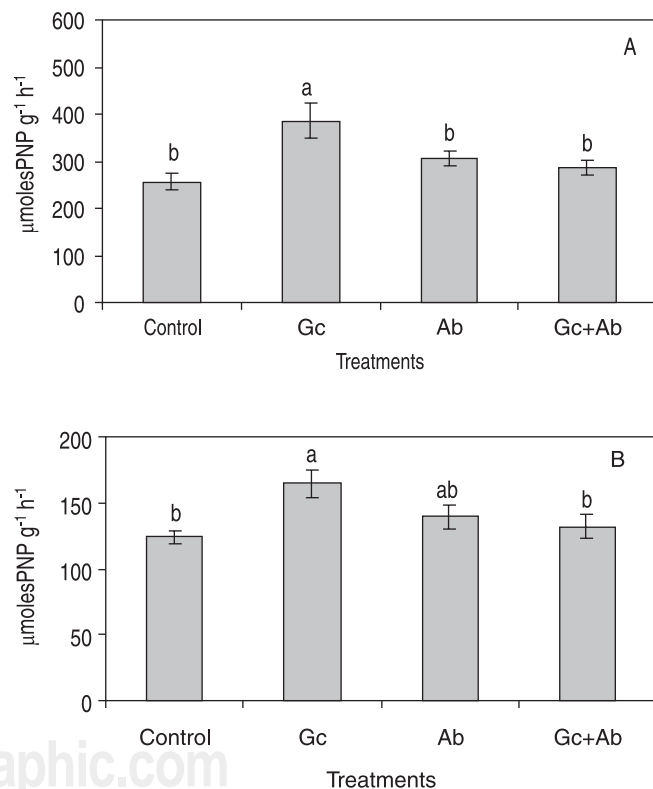 A
600
500
400
300
200
100
0
µmolesPNP g⁻¹ h⁻¹
b
a
b
b
Control Gc Ab Gc+Ab
Treatments
B
200
150
100
50
0
µmolesPNP g⁻¹ h⁻¹
b
a
ab
b
Control Gc Ab Gc+Ab
Treatments
aphic.com